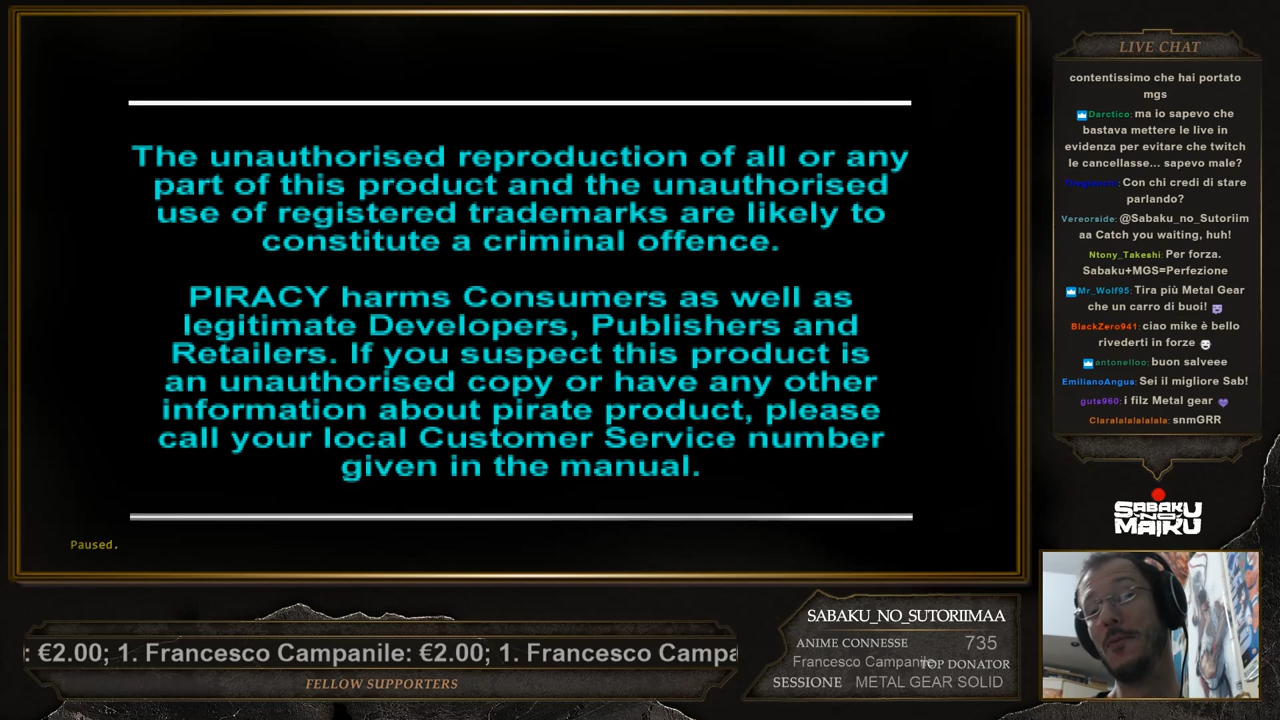 The unauthorised reproduction of all or any
part of this product and the unauthorised
use of registered trademarks are likely to
constitute a criminal offence.
PIRACY harms Consumers as well as
legitimate Developers, Publishers and
Retailers. If you suspect this product is
an unauthorised copy or have any other
information about pirate product, please
call your local Customer Service number
given in the manual.
Paused.
LIVE CHAT
contentissimo che hai portato
mgs
Darctico: ma io sapevo che
bastava mettere le live in
evidenza per evitare che twitch
le cancellasse... sapevo male?
Con chi credi di stare
parlando?
Vereorside: @Sabaku_no_Sutoriim
aa Catch you waiting, huh!
Ntony_Takeshi: Per forza.
Sabaku+MGS=Perfezione
Mr_Wolf95: Tira più Metal Gear
che un carro di buoi!
BlackZero941: ciao mike è bello
rivederti in forze
antonelloo: buon salveee
EmilianoAngus: Sei il migliore Sab!
guts960: i filz Metal gear
Claralalalalalala: snmGRR
SABAKU
NO
MAIKU
: €2.00; 1. Francesco Campanile: €2.00; 1. Francesco Campa
FELLOW SUPPORTERS
SABAKU_NO_SUTORIIMAA
ANIME CONNESSE 735
Francesco Campanile TOP DONATOR
SESSIONE METAL GEAR SOLID